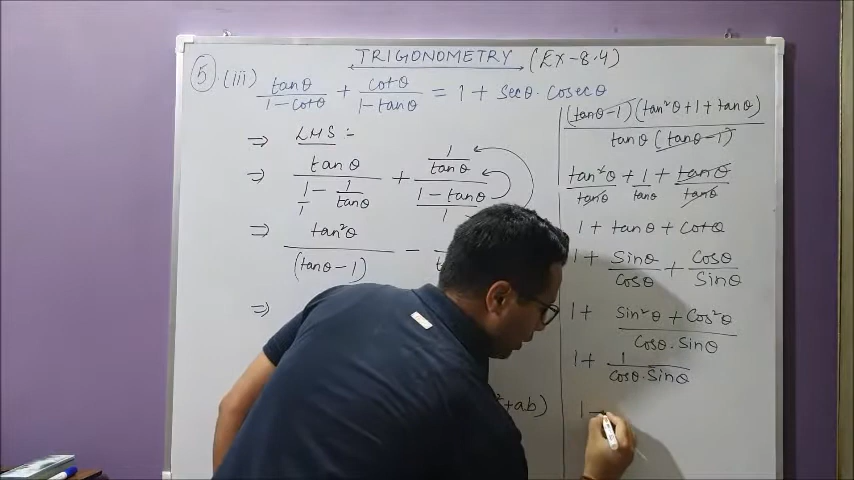 TRIGONOMETRY (Ex-8.4)
5 (iii) tanθ/(1-cotθ) + cotθ/(1-tanθ) = 1 + secθ.cosecθ
⇒ LHS :-
⇒ tanθ/(1/1 - 1/tanθ) + (1/tanθ)/((1-tanθ)/1)
⇒ tan²θ/(tanθ-1) -
⇒
+ab)
(tanθ-1)(tan²θ+1+tanθ)/tanθ(tanθ-1)
tan²θ/tanθ + 1/tanθ + tanθ/tanθ
1 + tanθ + cotθ
1 + Sinθ/Cosθ + Cosθ/Sinθ
1 + (Sin²θ + Cos²θ)/(Cosθ.Sinθ)
1 + 1/(Cosθ.Sinθ)
1 -